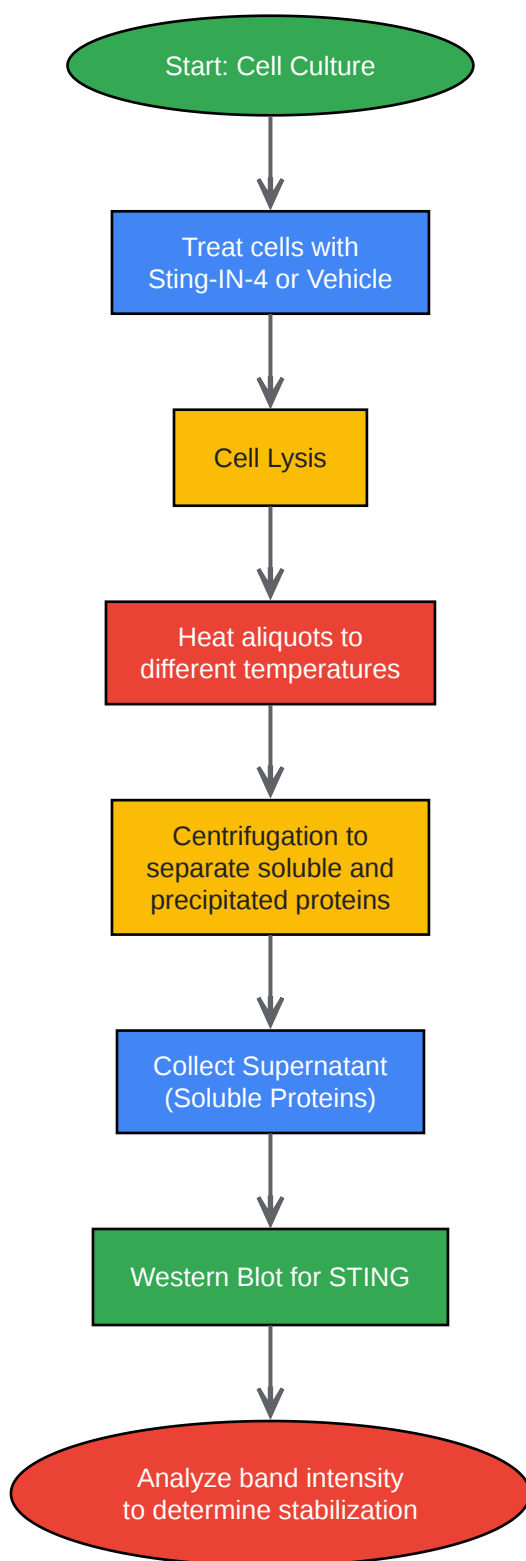 Start: Cell Culture
Treat cells with
Sting-IN-4 or Vehicle
Cell Lysis
Heat aliquots to
different temperatures
Centrifugation to
separate soluble and
precipitated proteins
Collect Supernatant
(Soluble Proteins)
Western Blot for STING
Analyze band intensity
to determine stabilization